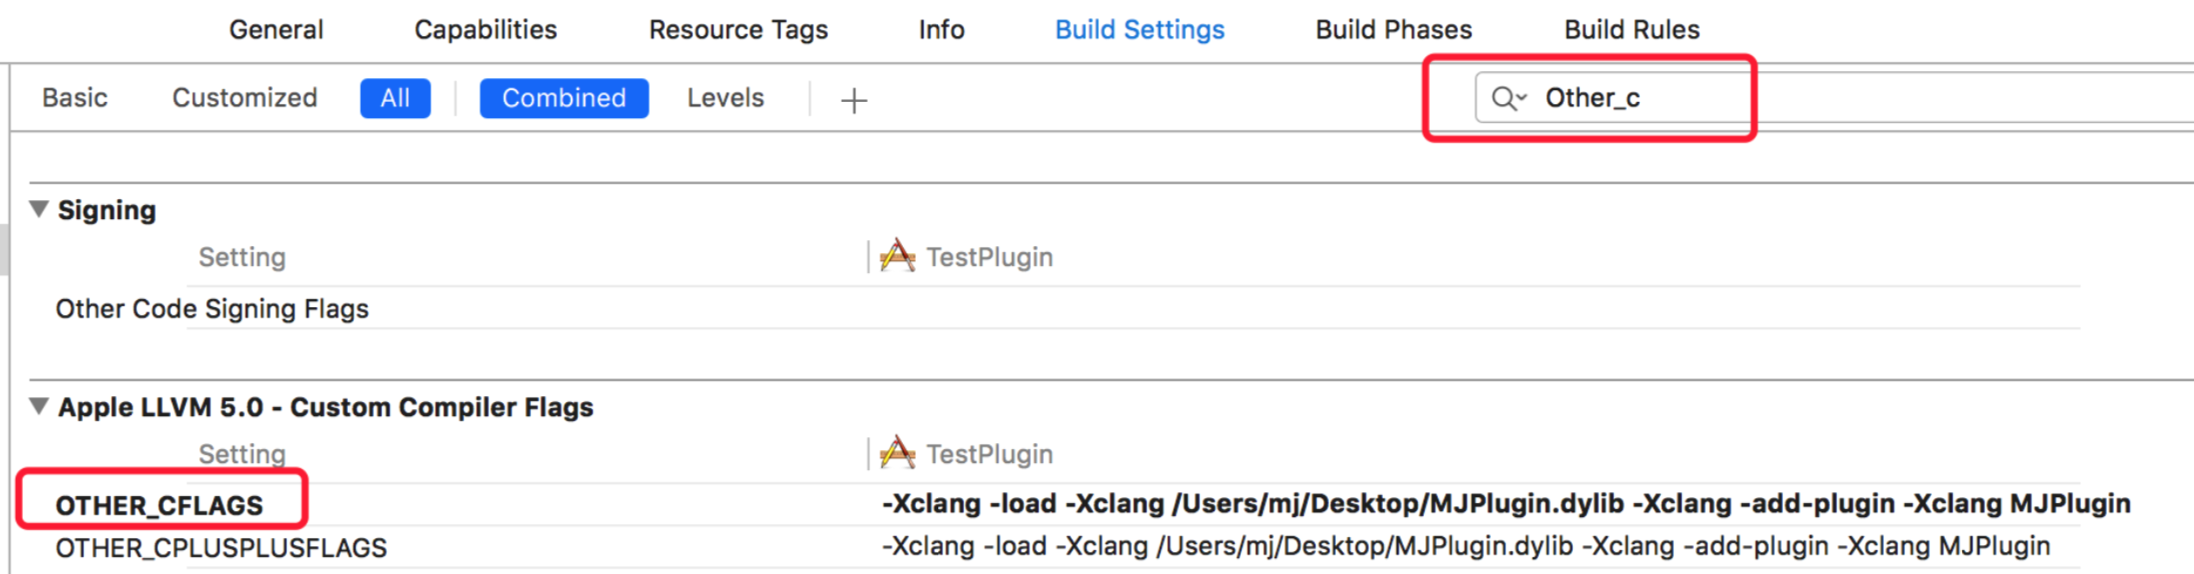 General Capabilities Resource Tags Info Build Settings Build Phases Build Rules
Basic Customized All Combined Levels + Other_c
Signing
Setting TestPlugin
Other Code Signing Flags
Apple LLVM 5.0 - Custom Compiler Flags
Setting TestPlugin
OTHER_CFLAGS -Xclang -load -Xclang /Users/mj/Desktop/MJPlugin.dylib -Xclang -add-plugin -Xclang MJPlugin
OTHER_CPLUSPLUSFLAGS -Xclang -load -Xclang /Users/mj/Desktop/MJPlugin.dylib -Xclang -add-plugin -Xclang MJPlugin